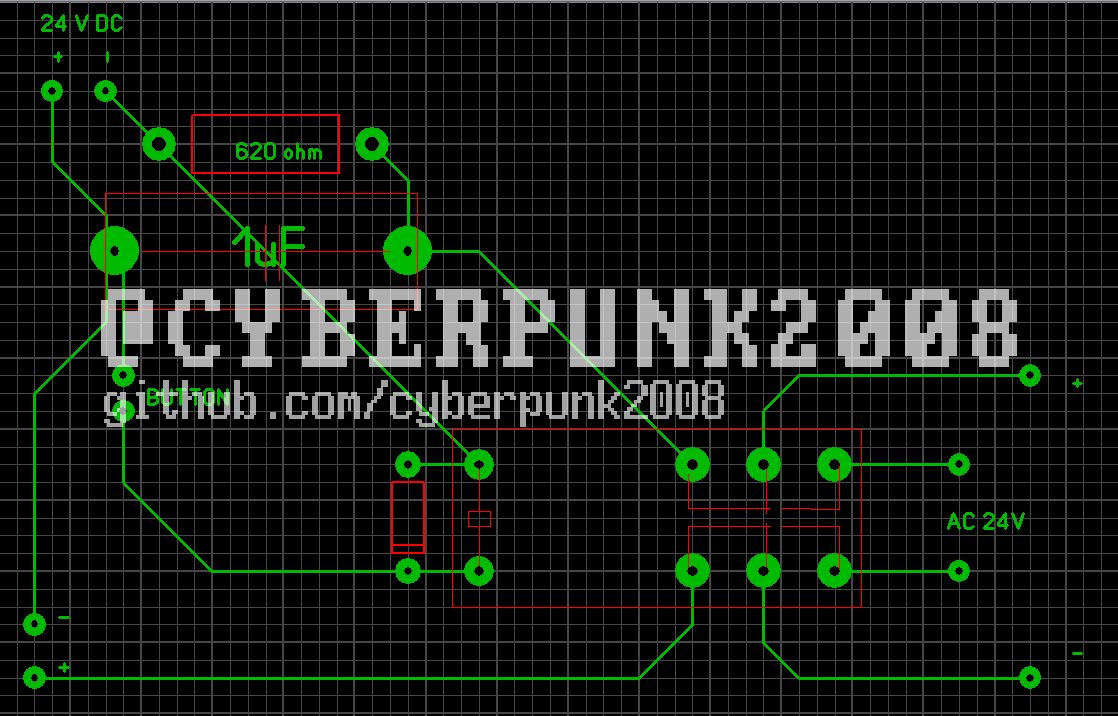 24 V DC
+ -
620 ohm
1uF
@CYBERPUNK2008
+
BUTTON
github.com/cyberpunk2008
AC 24V
-
+
-